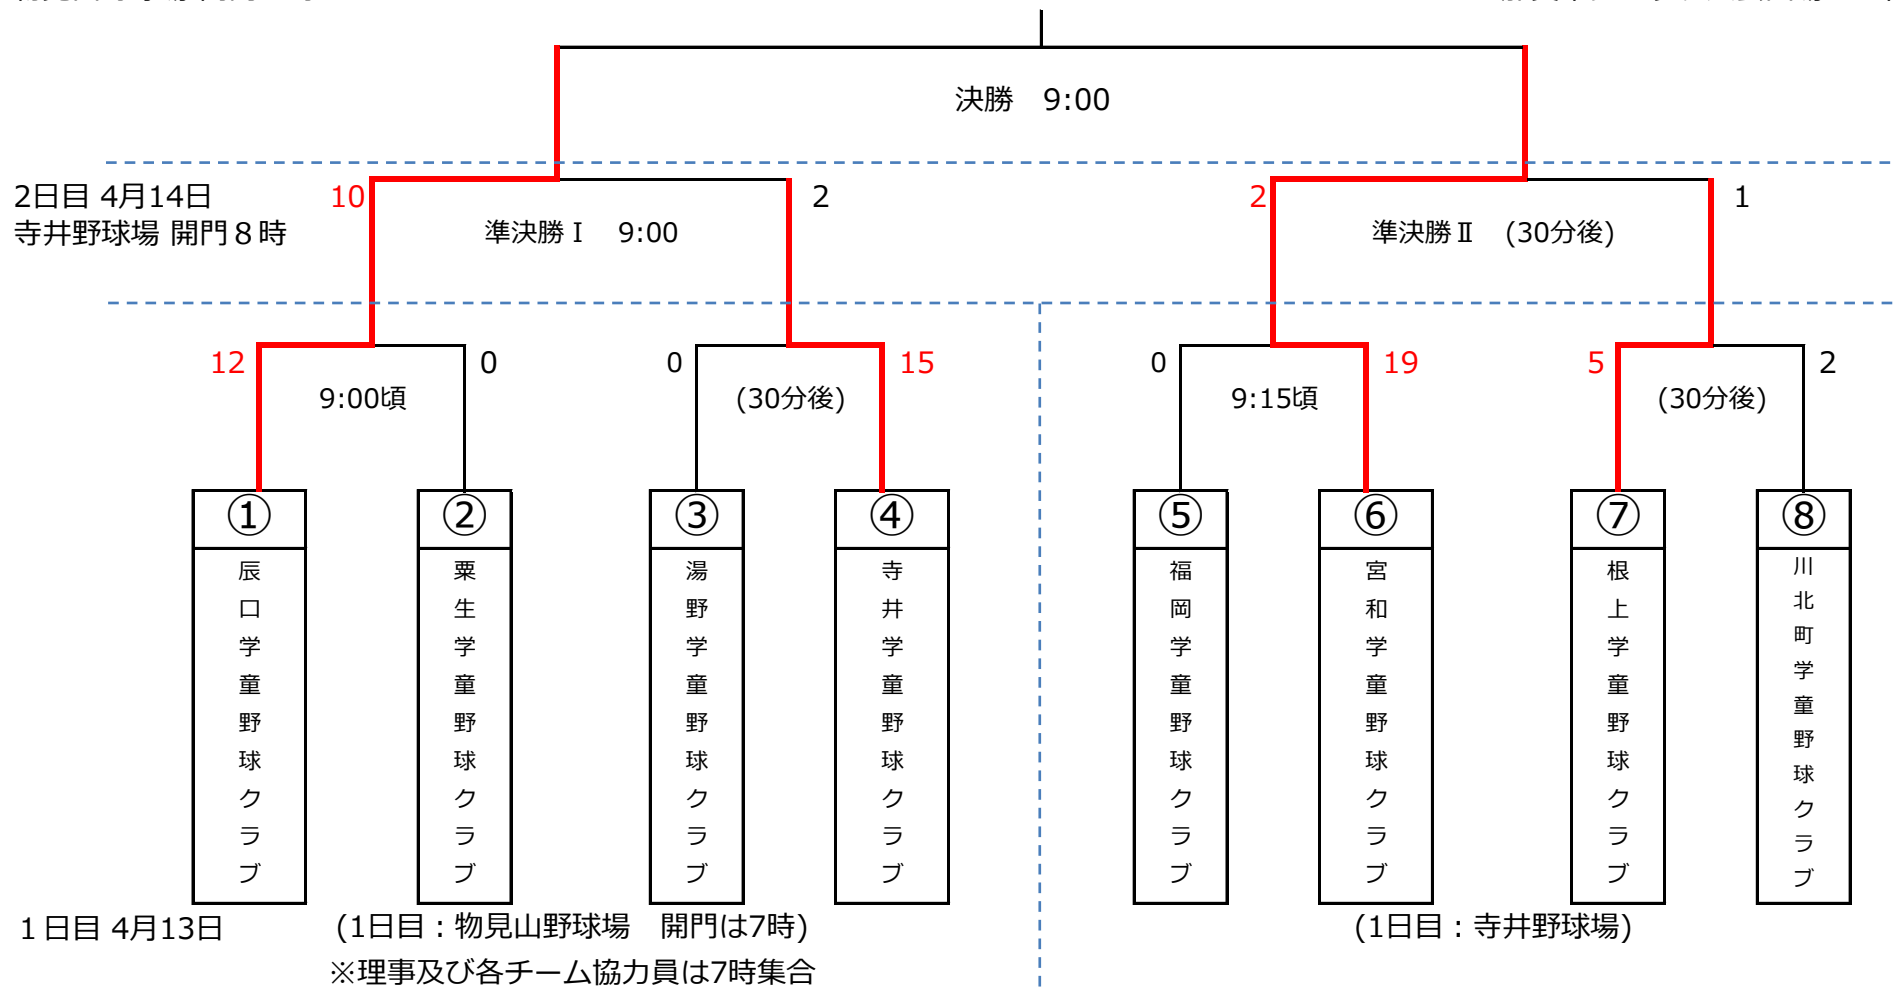 決勝　9:00
2日目 4月14日
寺井野球場 開門８時
10
2
準決勝Ⅰ　9:00
2
1
準決勝Ⅱ　(30分後)
12
0
9:00頃
0
15
(30分後)
0
19
9:15頃
5
2
(30分後)
①
辰口学童野球クラブ
②
粟生学童野球クラブ
③
湯野学童野球クラブ
④
寺井学童野球クラブ
⑤
福岡学童野球クラブ
⑥
宮和学童野球クラブ
⑦
根上学童野球クラブ
⑧
川北町学童野球クラブ
１日目 4月13日
(1日目：物見山野球場　開門は7時)
(1日目：寺井野球場)
※理事及び各チーム協力員は7時集合